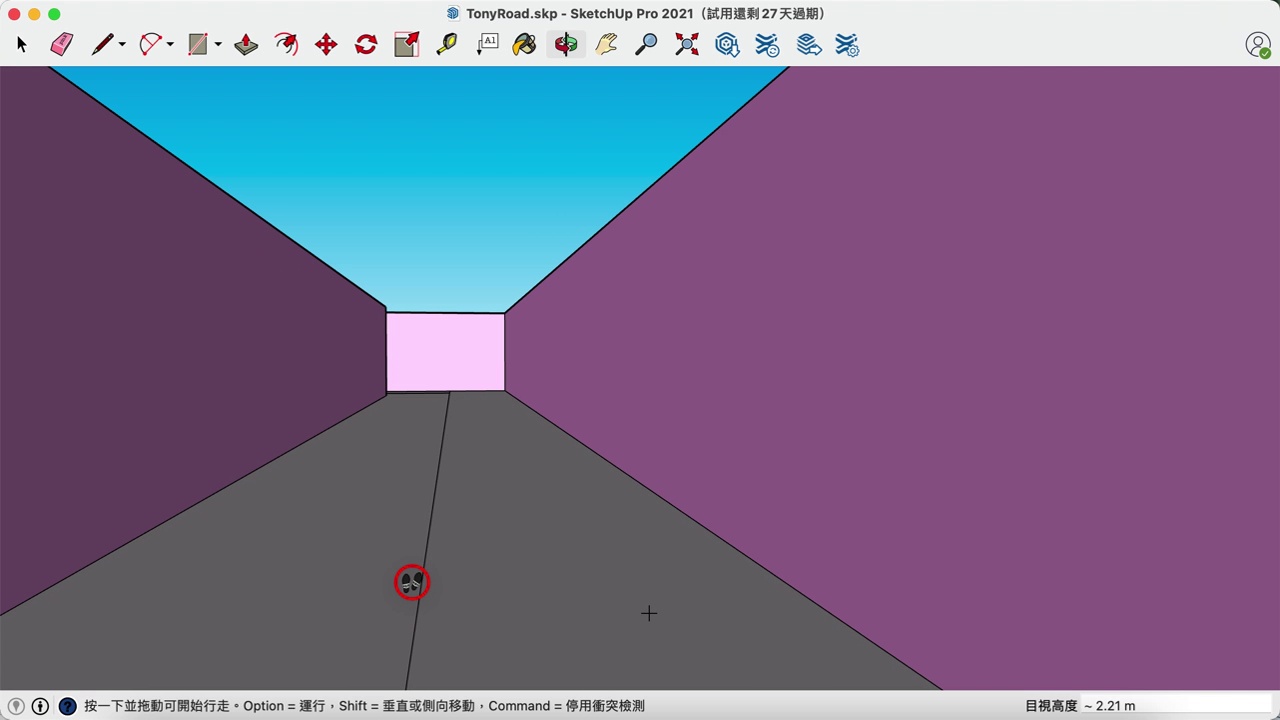 TonyRoad.skp - SketchUp Pro 2021（試用還剩 27 天過期）
A1
按一下並拖動可開始行走。Option = 運行，Shift = 垂直或側向移動，Command = 停用衝突檢測
目視高度 ~ 2.21 m